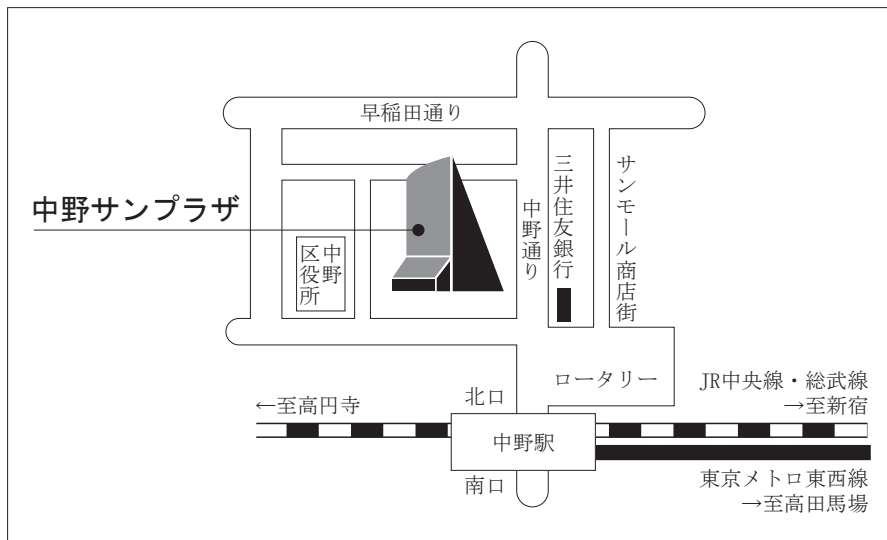 早稲田通り
三井住友銀行
サンモール商店街
中野サンプラザ
中野通り
中野
区役所
ロータリー
JR中央線・総武線
→至新宿
北口
←至高円寺
中野駅
南口
東京メトロ東西線
→至高田馬場